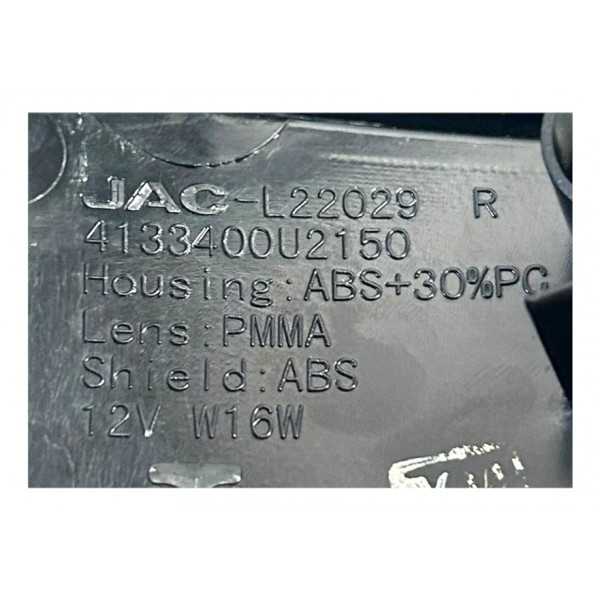 JAC-L22029 R
4133400U2150
Housing:ABS+30%PC
Lens:PMMA
Shield:ABS
12V W16W